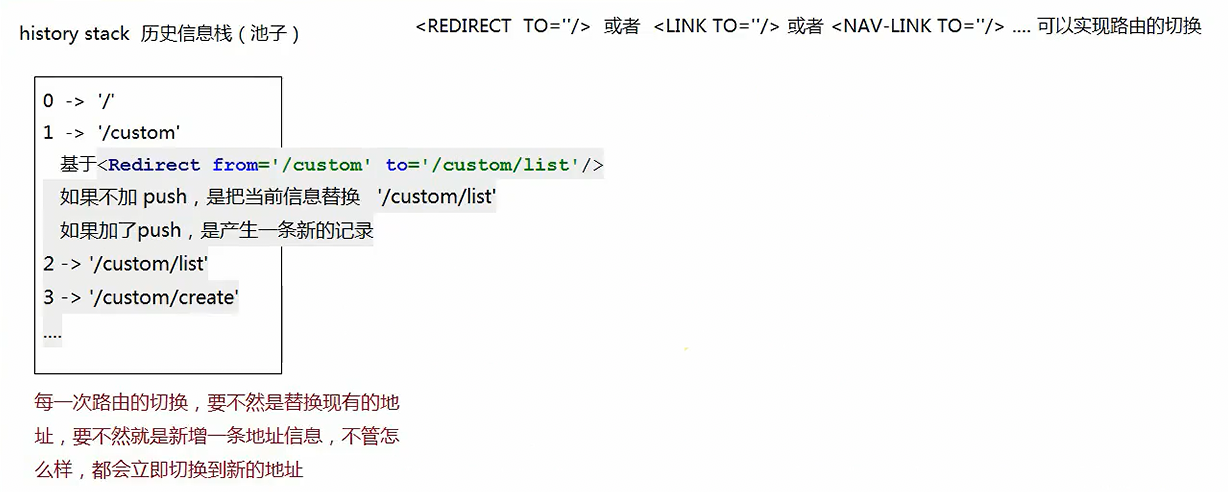 history stack 历史信息栈（池子）
<REDIRECT TO=''/> 或者 <LINK TO=''/> 或者 <NAV-LINK TO=''/> .... 可以实现路由的切换
0 -> '/'
1 -> '/custom'
基于<Redirect from='/custom' to='/custom/list'/>
如果不加 push，是把当前信息替换 '/custom/list'
如果加了push，是产生一条新的记录
2 -> '/custom/list'
3 -> '/custom/create'
....
每一次路由的切换，要不然是替换现有的地
址，要不然就是新增一条地址信息，不管怎
么样，都会立即切换到新的地址